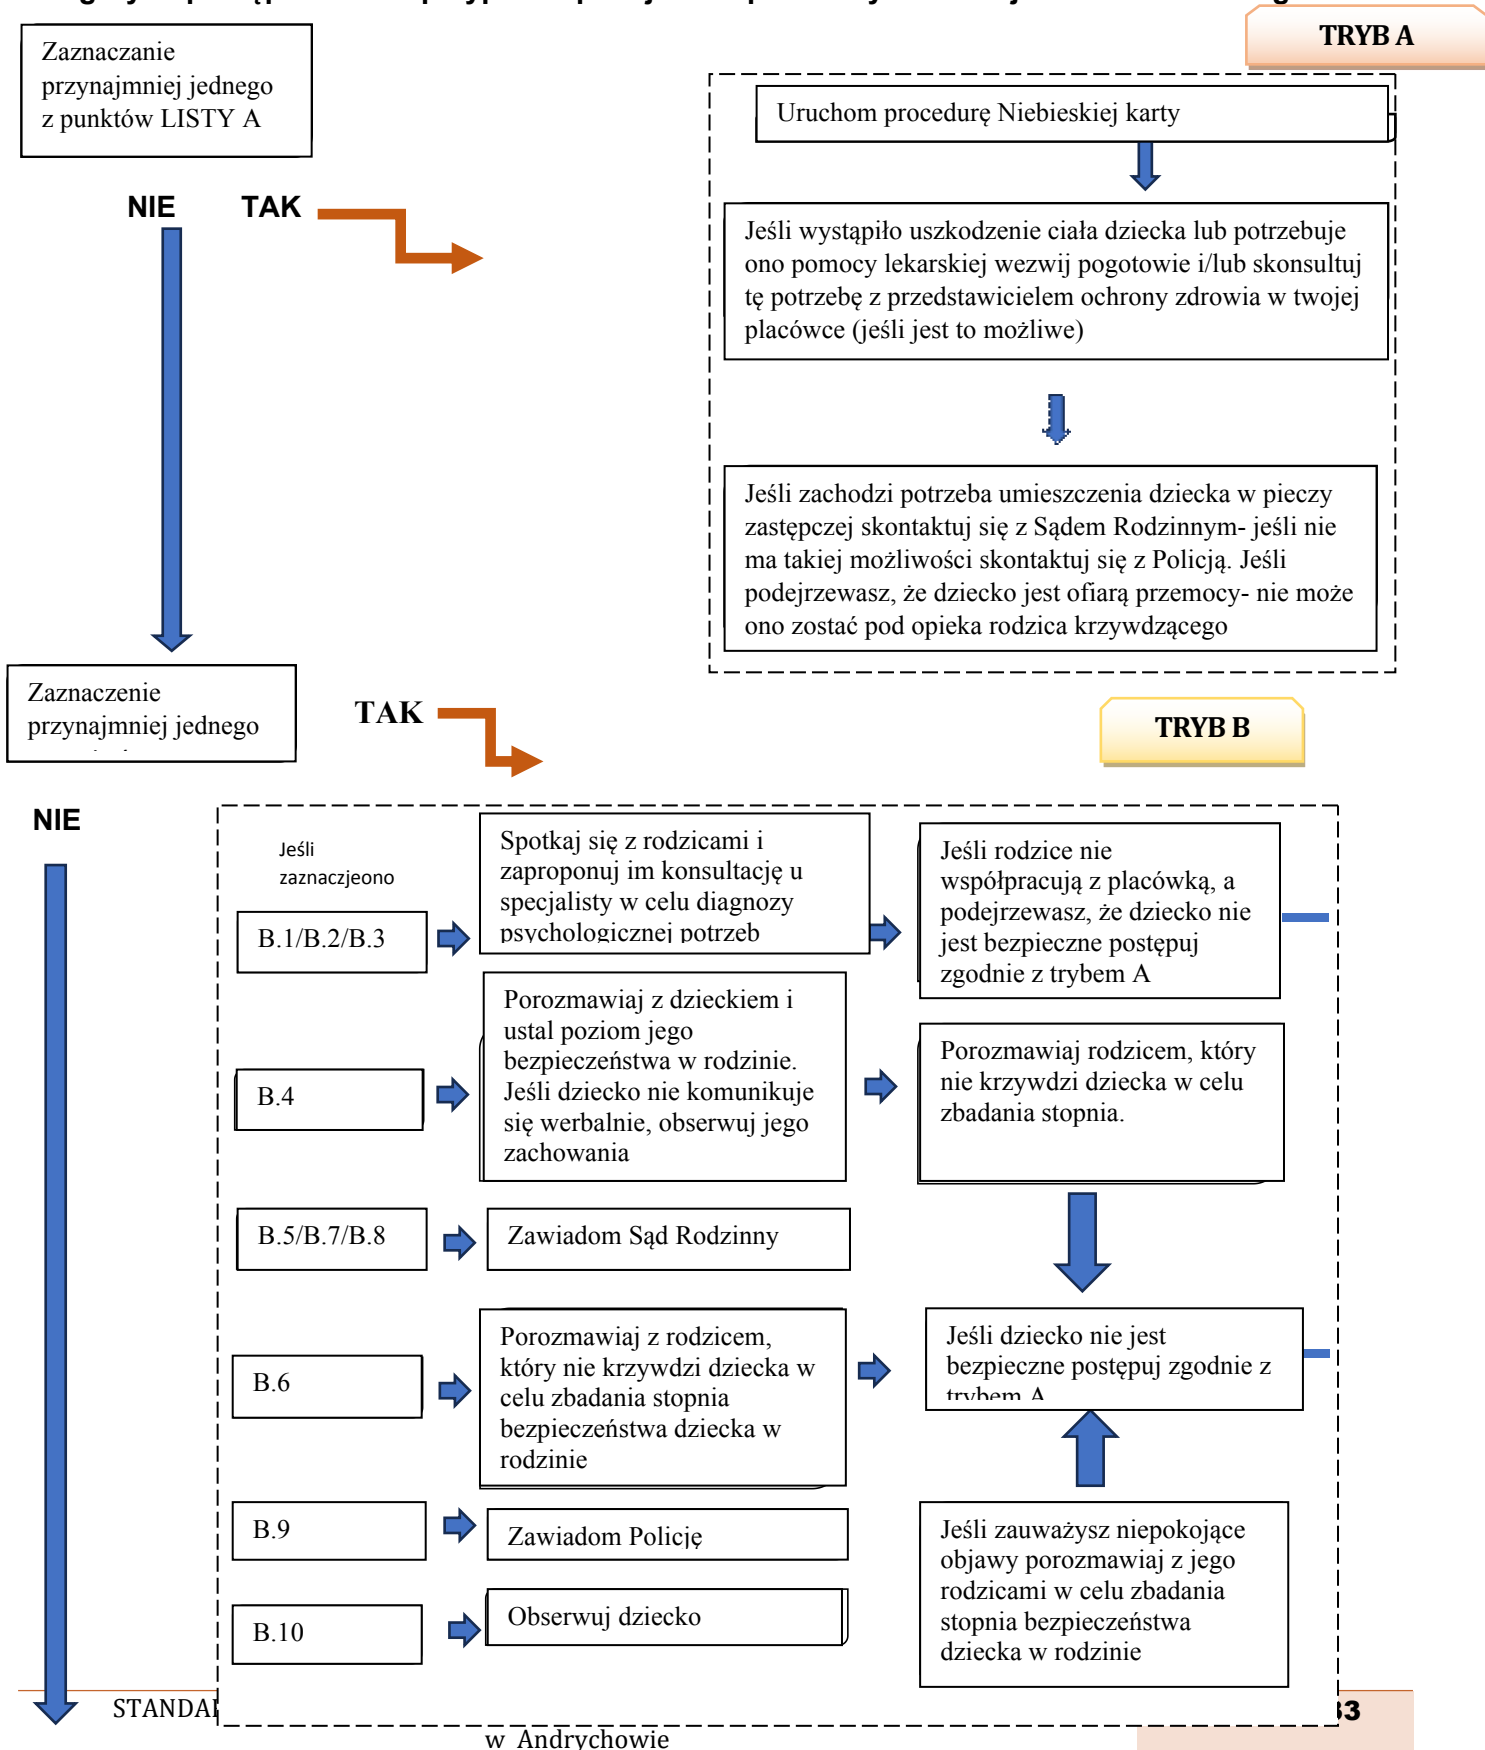 TRYB A
Zaznaczanie
przynajmniej jednego
z punktów LISTY A
Uruchom procedurę Niebieskiej karty
NIE TAK
Jeśli wystąpiło uszkodzenie ciała dziecka lub potrzebuje
ono pomocy lekarskiej wezwij pogotowie i/lub skonsultuj
tę potrzebę z przedstawicielem ochrony zdrowia w twojej
placówce (jeśli jest to możliwe)
Jeśli zachodzi potrzeba umieszczenia dziecka w pieczy
zastępczej skontaktuj się z Sądem Rodzinnym- jeśli nie
ma takiej możliwości skontaktuj się z Policją. Jeśli
podejrzewasz, że dziecko jest ofiarą przemocy- nie może
ono zostać pod opieka rodzica krzywdzącego
Zaznaczenie
przynajmniej jednego
TAK
TRYB B
NIE
Jeśli
zaznaczjeono
B.1/B.2/B.3
Spotkaj się z rodzicami i
zaproponuj im konsultację u
specjalisty w celu diagnozy
psychologicznej potrzeb
Jeśli rodzice nie
współpracują z placówką, a
podejrzewasz, że dziecko nie
jest bezpieczne postępuj
zgodnie z trybem A
B.4
Porozmawiaj z dzieckiem i
ustal poziom jego
bezpieczeństwa w rodzinie.
Jeśli dziecko nie komunikuje
się werbalnie, obserwuj jego
zachowania
Porozmawiaj rodzicem, który
nie krzywdzi dziecka w celu
zbadania stopnia.
B.5/B.7/B.8
Zawiadom Sąd Rodzinny
B.6
Porozmawiaj z rodzicem,
który nie krzywdzi dziecka w
celu zbadania stopnia
bezpieczeństwa dziecka w
rodzinie
Jeśli dziecko nie jest
bezpieczne postępuj zgodnie z
trybem A
B.9
Zawiadom Policję
B.10
Obserwuj dziecko
Jeśli zauważysz niepokojące
objawy porozmawiaj z jego
rodzicami w celu zbadania
stopnia bezpieczeństwa
dziecka w rodzinie
STANDA
33
w Andrychowie